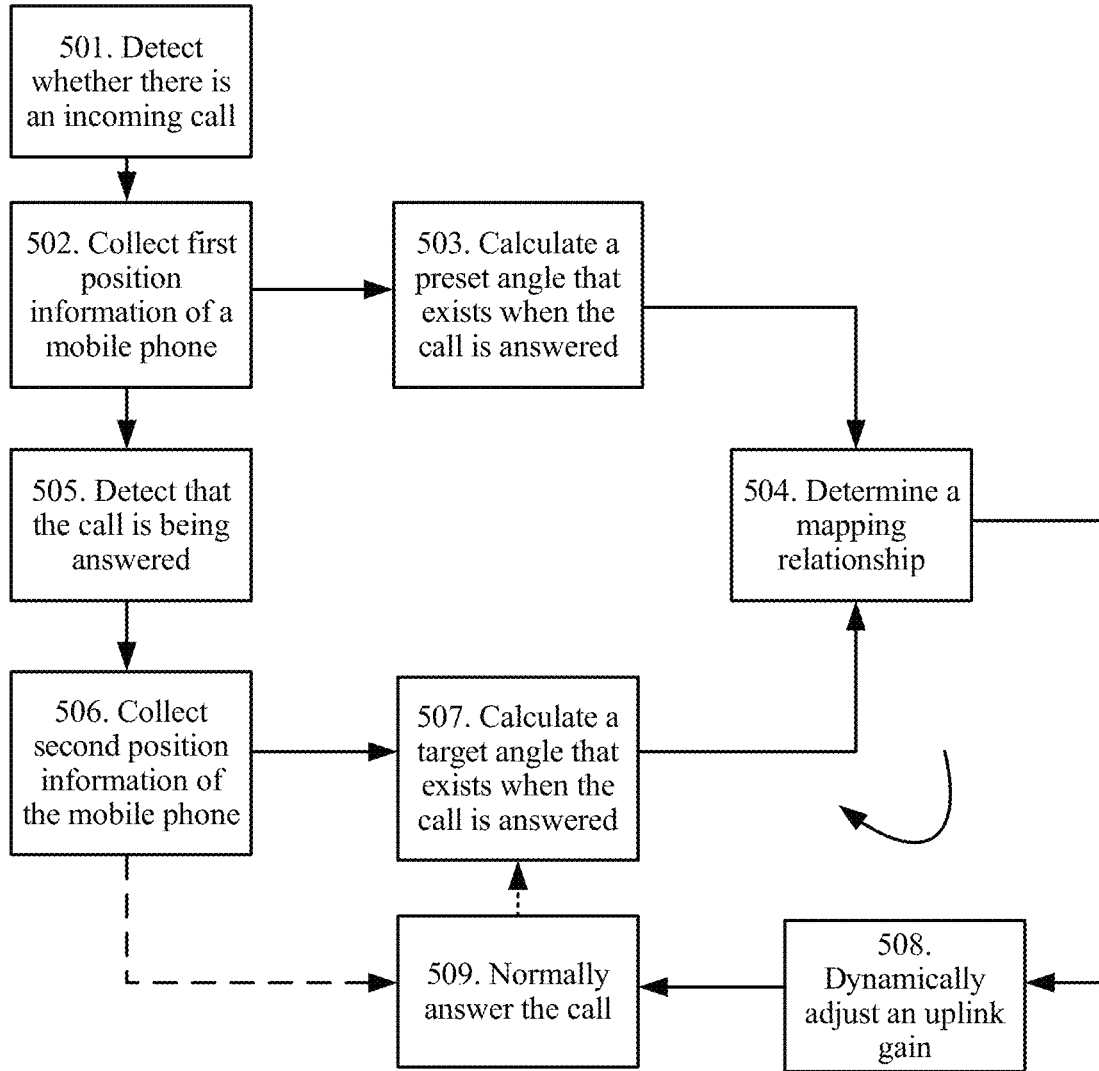 501. Detect
whether there is
an incoming call
502. Collect first
position
information of a
mobile phone
503. Calculate a
preset angle that
exists when the
call is answered
504. Determine a
mapping
relationship
505. Detect that
the call is being
answered
506. Collect
second position
information of
the mobile phone
507. Calculate a
target angle that
exists when the
call is answered
508.
Dynamically
adjust an uplink
gain
509. Normally
answer the call